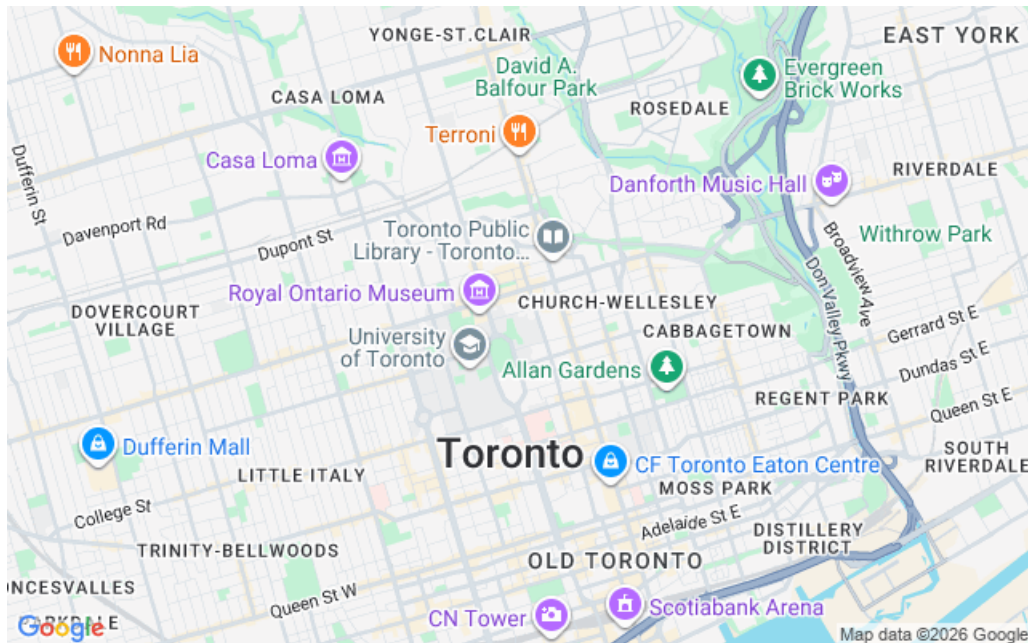 YONGE-ST.CLAIR
EAST YORK
Nonna Lia
David A.
Balfour Park
Evergreen
Brick Works
CASA LOMA
ROSEDALE
Terroni
Casa Loma
Dufferin St
Danforth Music Hall
RIVERDALE
Davenport Rd
Dupont St
Toronto Public
Library - Toronto...
Broadview Ave
Withrow Park
Royal Ontario Museum
CHURCH-WELLESLEY
Don Valley Pkwy
DOVERCOURT
VILLAGE
University
of Toronto
CABBAGETOWN
Gerrard St E
Allan Gardens
Dundas St E
REGENT PARK
Queen St E
Dufferin Mall
Toronto
SOUTH
RIVERDALE
LITTLE ITALY
CF Toronto Eaton Centre
MOSS PARK
College St
Adelaide St E
DISTILLERY
DISTRICT
TRINITY-BELLWOODS
OLD TORONTO
ONCESVALLES
Queen St W
CN Tower
Scotiabank Arena
PARKDALE
Google
Map data ©2026 Google